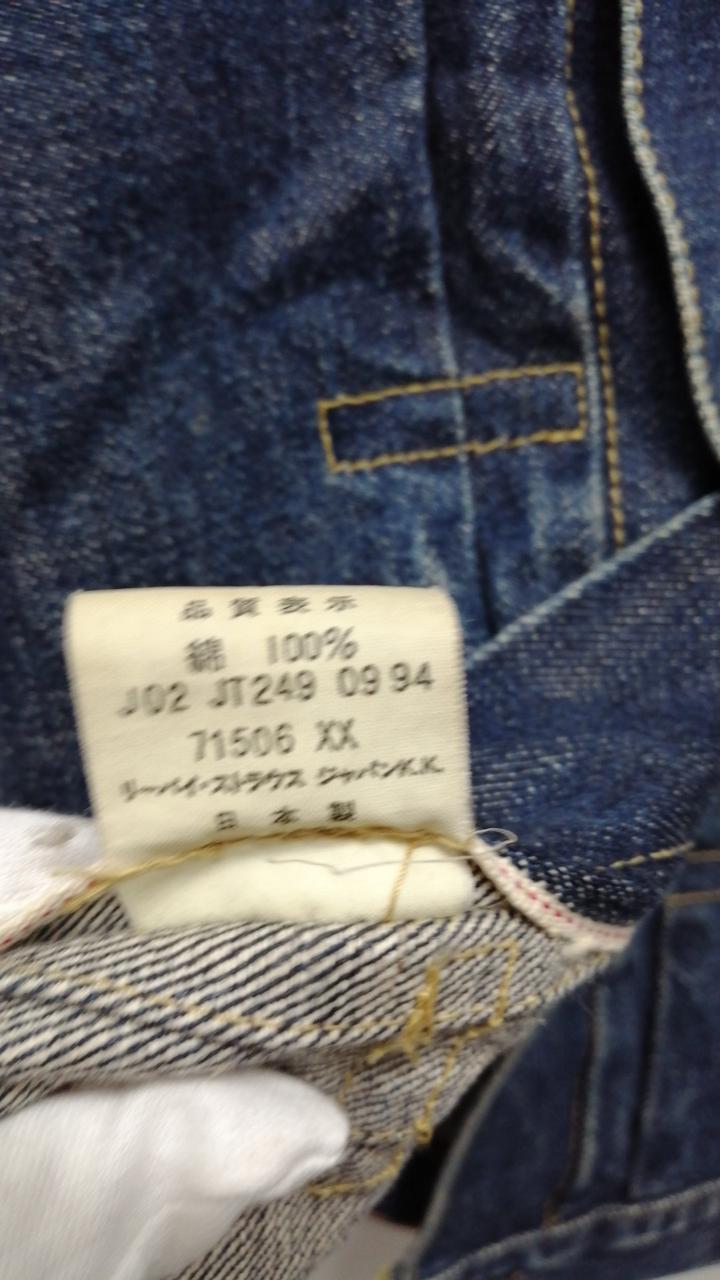 品質表示
綿 100%
J02 JT249 09 94
71506 XX
リーバイ・ストラウス ジャパンK.K.
日本製